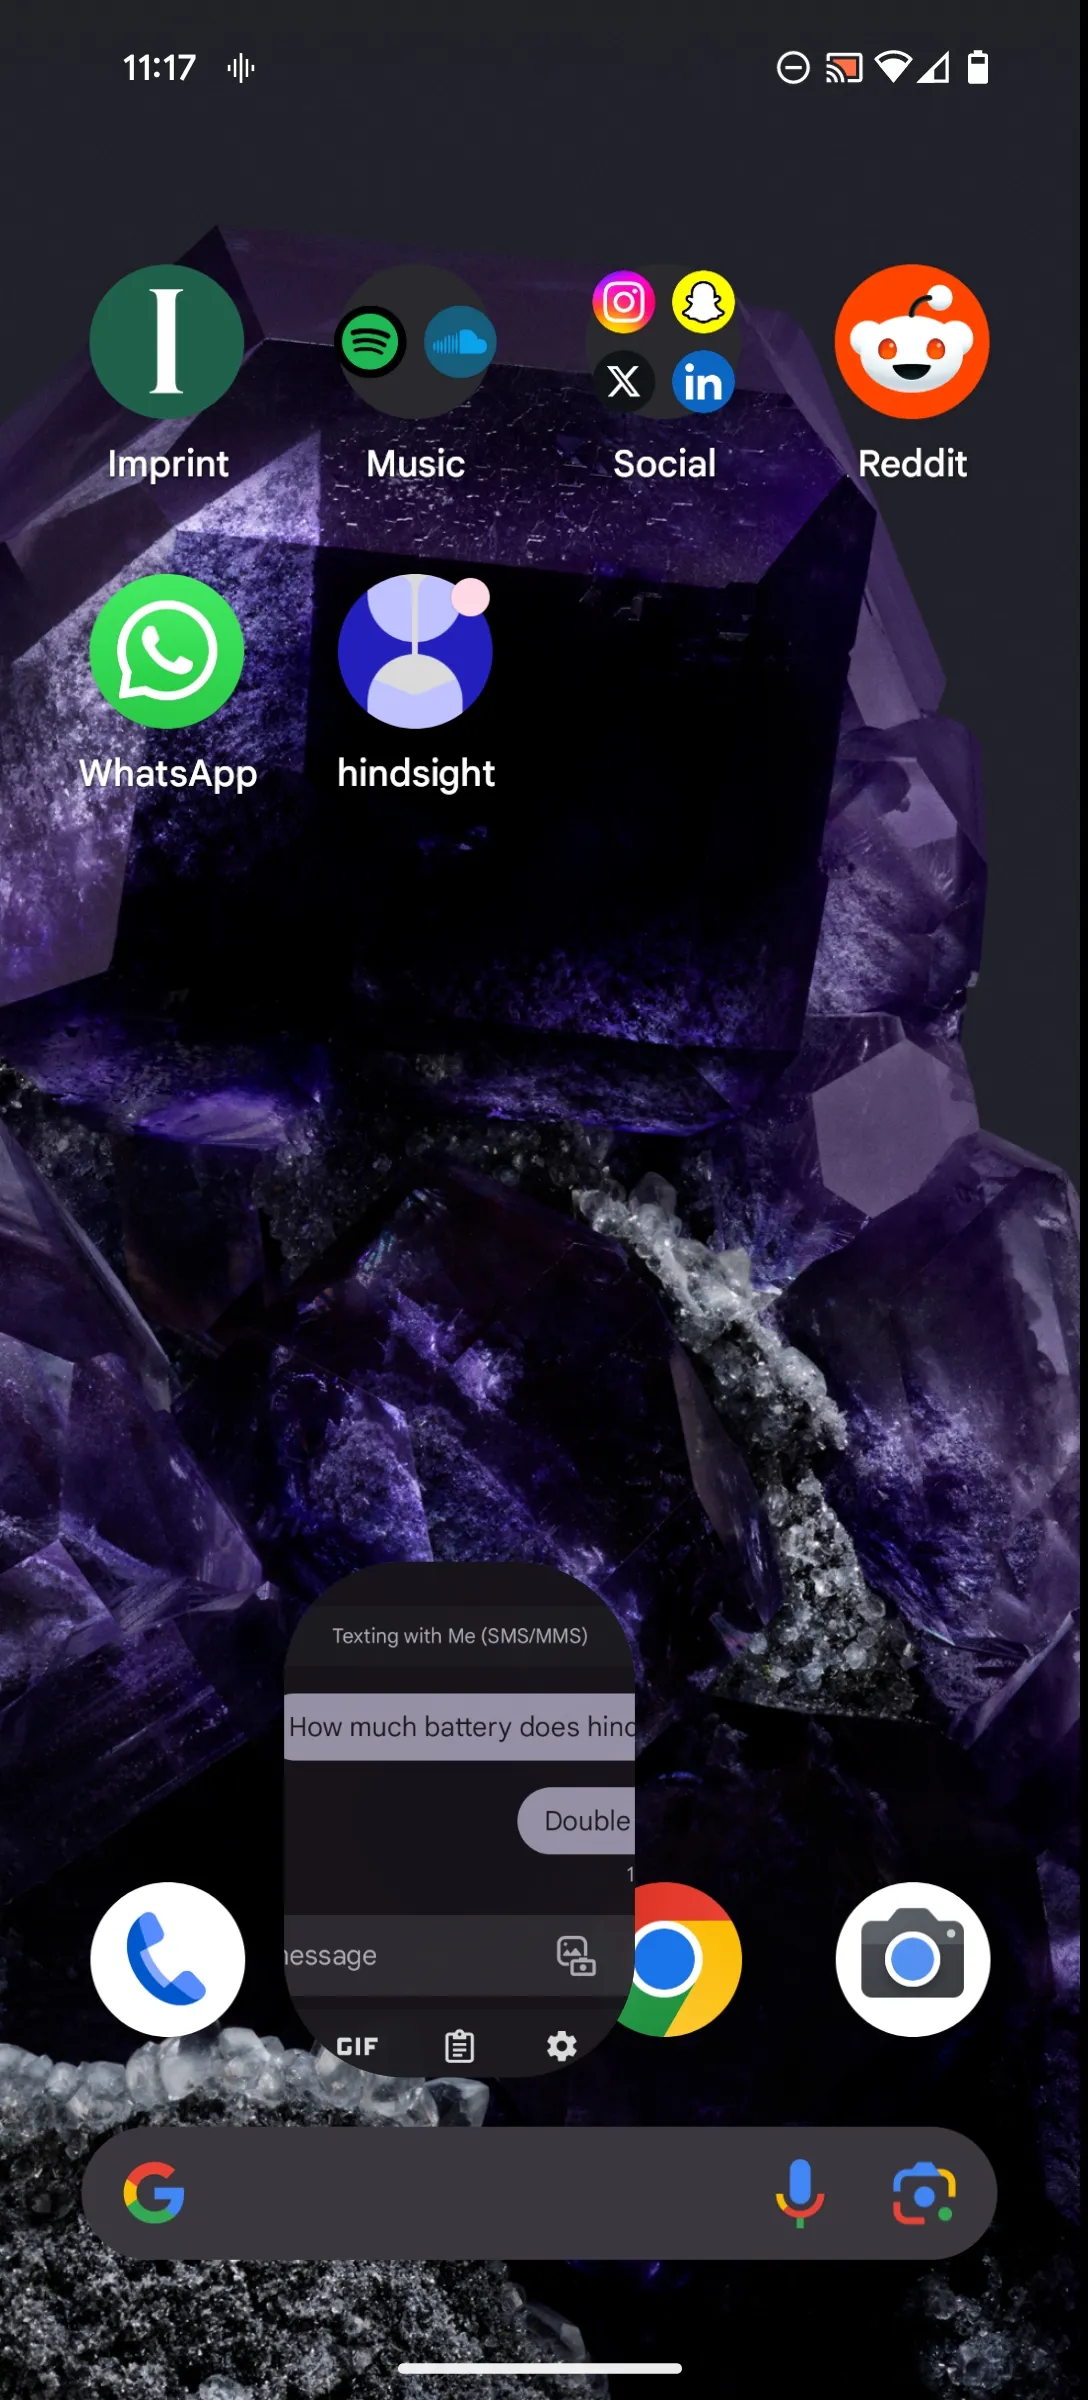 11:17
Imprint
Music
Social
Reddit
WhatsApp
hindsight
Texting with Me (SMS/MMS)
How much battery does hind
Double
1
nessage
GIF